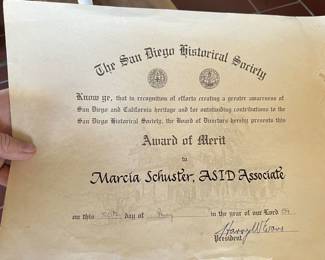 The San Diego Historical Society
Know ye, that in recognition of efforts creating a greater awareness of
San Diego and California heritage and for outstanding contributions to the
San Diego Historical Society, the Board of Directors hereby presents this
Award of Merit
to
Marcia Schuster, ASID Associate
on this day of in the year of our Lord
Harry W Evans
President